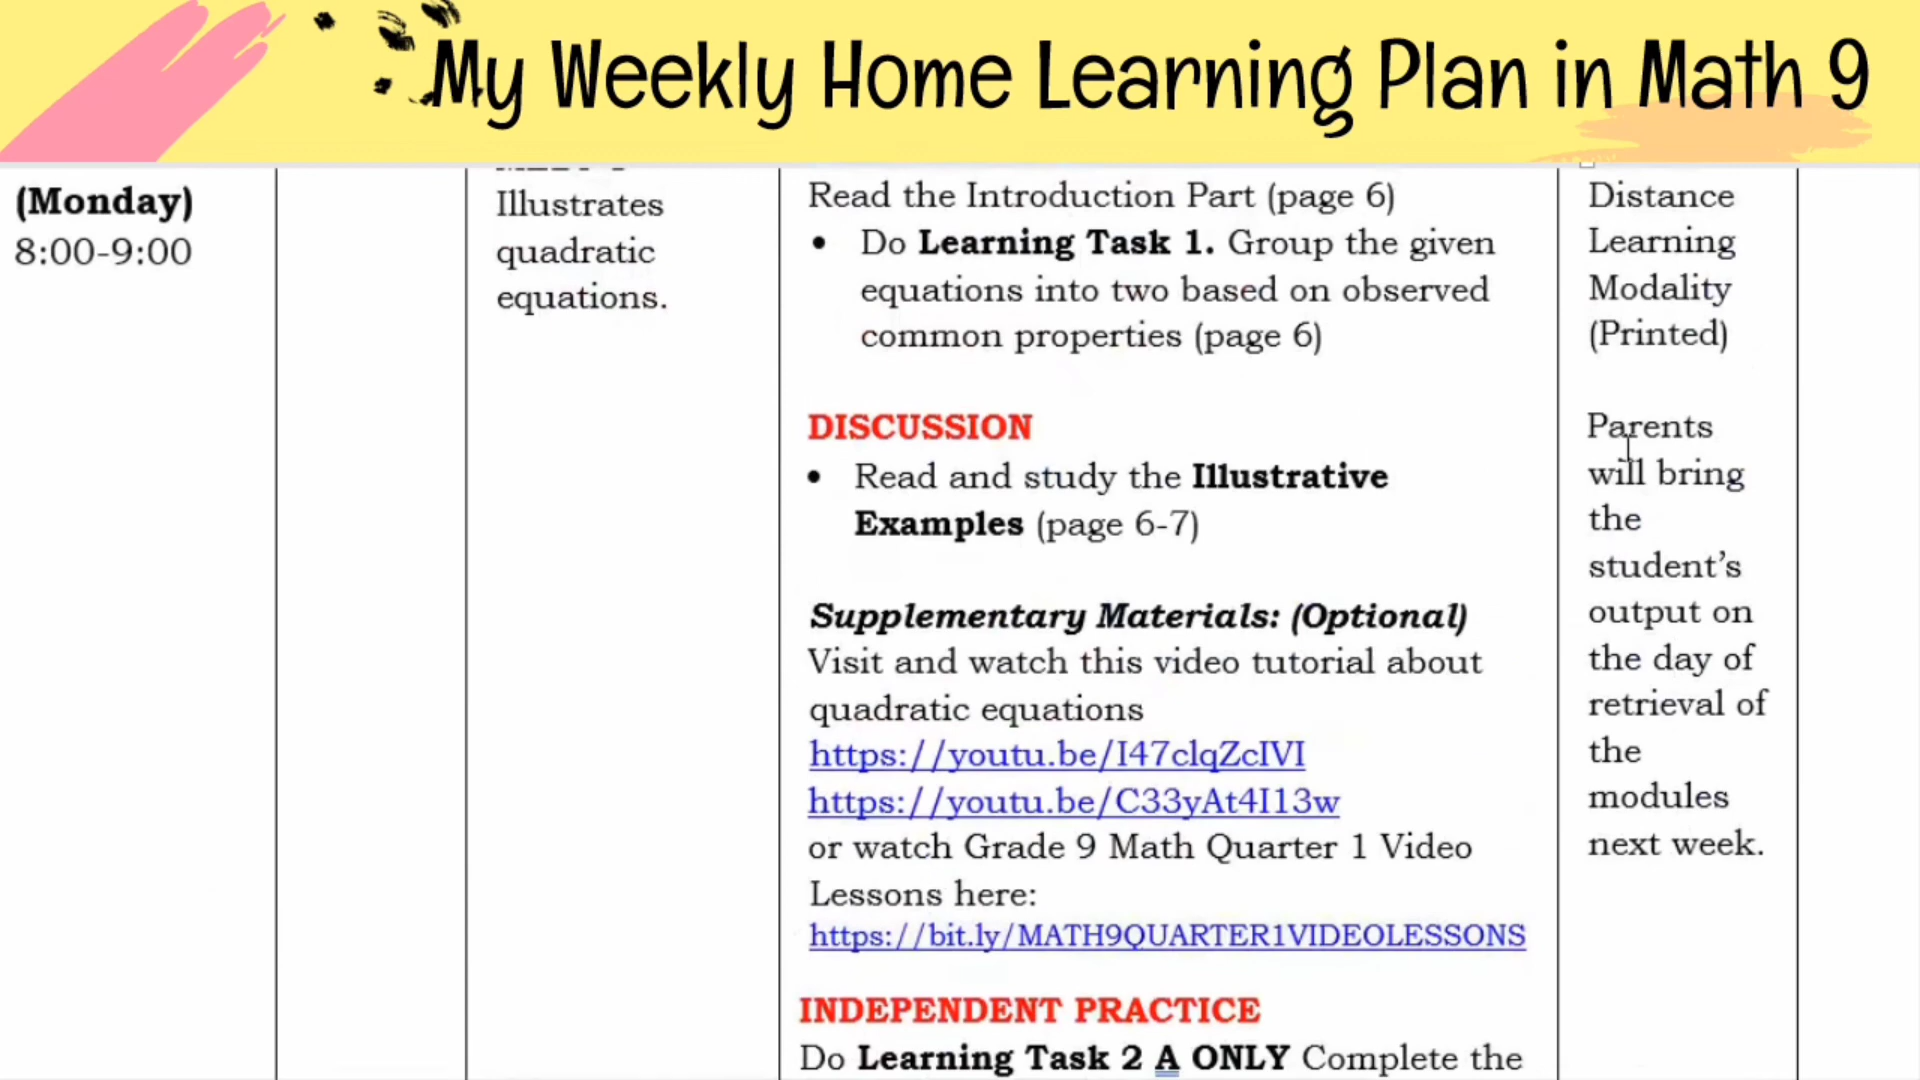 My Weekly Home Learning Plan in Math 9
(Monday)
8:00-9:00
Illustrates
quadratic
equations.
Read the Introduction Part (page 6)
• Do Learning Task 1. Group the given
equations into two based on observed
common properties (page 6)
DISCUSSION
• Read and study the Illustrative
Examples (page 6-7)
Supplementary Materials: (Optional)
Visit and watch this video tutorial about
quadratic equations
https://youtu.be/I47clqZcIVI
https://youtu.be/C33yAt4I13w
or watch Grade 9 Math Quarter 1 Video
Lessons here:
https://bit.ly/MATH9QUARTER1VIDEOLESSONS
INDEPENDENT PRACTICE
Do Learning Task 2 A ONLY Complete the
Distance
Learning
Modality
(Printed)
Parents
will bring
the
student’s
output on
the day of
retrieval of
the
modules
next week.